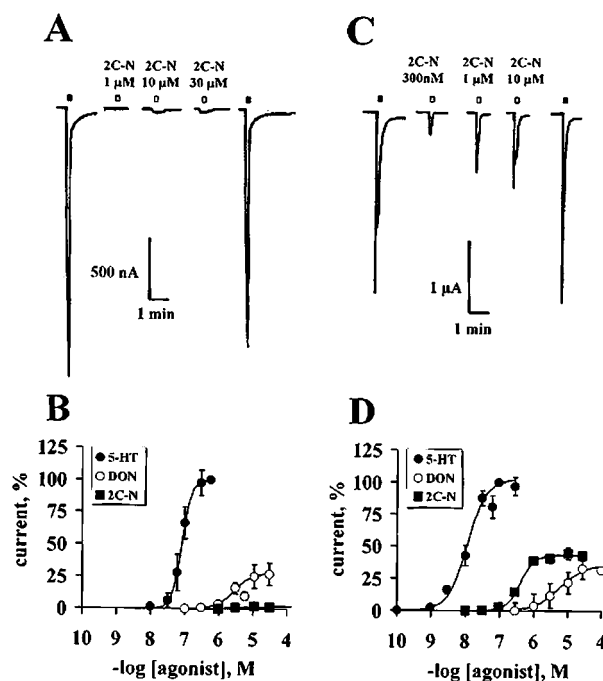 A
2C-N 2C-N 2C-N
1 µM 10 µM 30 µM
500 nA
1 min
C
2C-N 2C-N 2C-N
300nM 1 µM 10 µM
1 µA
1 min
B
5-HT
DON
2C-N
current, %
125
100
75
50
25
0
10 9 8 7 6 5 4
-log [agonist], M
D
5-HT
DON
2C-N
current, %
125
100
75
50
25
0
10 9 8 7 6 5 4
-log [agonist], M